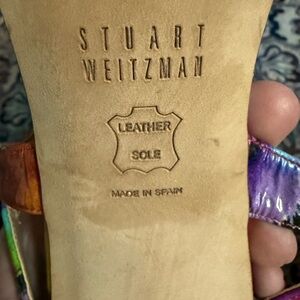 STUART
WEITZMAN
LEATHER
SOLE
MADE IN SPAIN